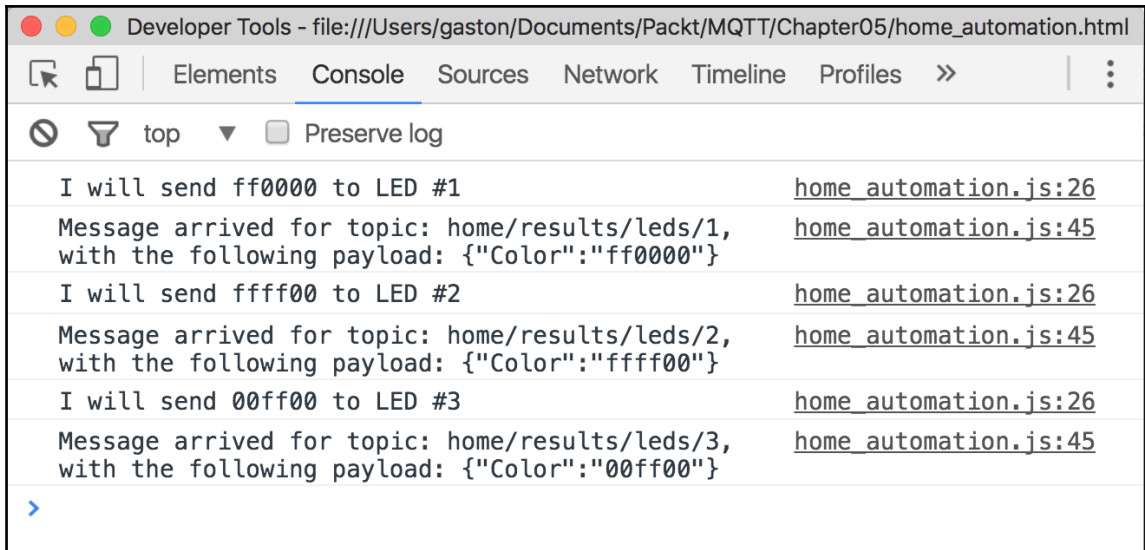 Developer Tools - file:///Users/gaston/Documents/Packt/MQTT/Chapter05/home_automation.html
Elements Console Sources Network Timeline Profiles »
top ▼ Preserve log
I will send ff0000 to LED #1 home_automation.js:26
Message arrived for topic: home/results/leds/1, home_automation.js:45
with the following payload: {"Color":"ff0000"}
I will send ffff00 to LED #2 home_automation.js:26
Message arrived for topic: home/results/leds/2, home_automation.js:45
with the following payload: {"Color":"ffff00"}
I will send 00ff00 to LED #3 home_automation.js:26
Message arrived for topic: home/results/leds/3, home_automation.js:45
with the following payload: {"Color":"00ff00"}
>